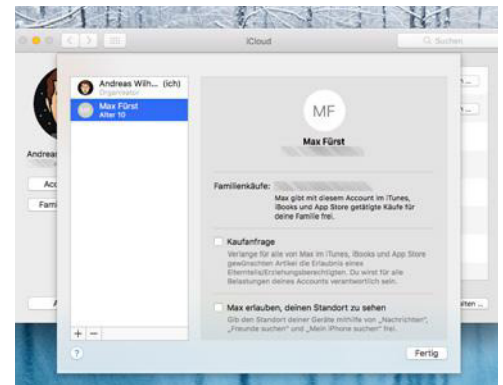 iCloud
Suchen
Andreas Wilh... (ich)
Organisator
Max Fürst
Alter 10
MF
Max Fürst
Andreas
Familienkäufe:
Max gibt mit diesem Account im iTunes,
iBooks und App Store getätigte Käufe für
deine Familie frei.
Kaufanfrage
Verlange für alle von Max im iTunes, iBooks und App Store
gewünschten Artikel die Erlaubnis eines
Elternteils/Erziehungsberechtigten. Du wirst für alle
Belastungen deines Accounts verantwortlich sein.
Max erlauben, deinen Standort zu sehen
Gib den Standort deiner Geräte mithilfe von „Nachrichten“,
„Freunde suchen“ und „Mein iPhone suchen“ frei.
+ −
?
Fertig